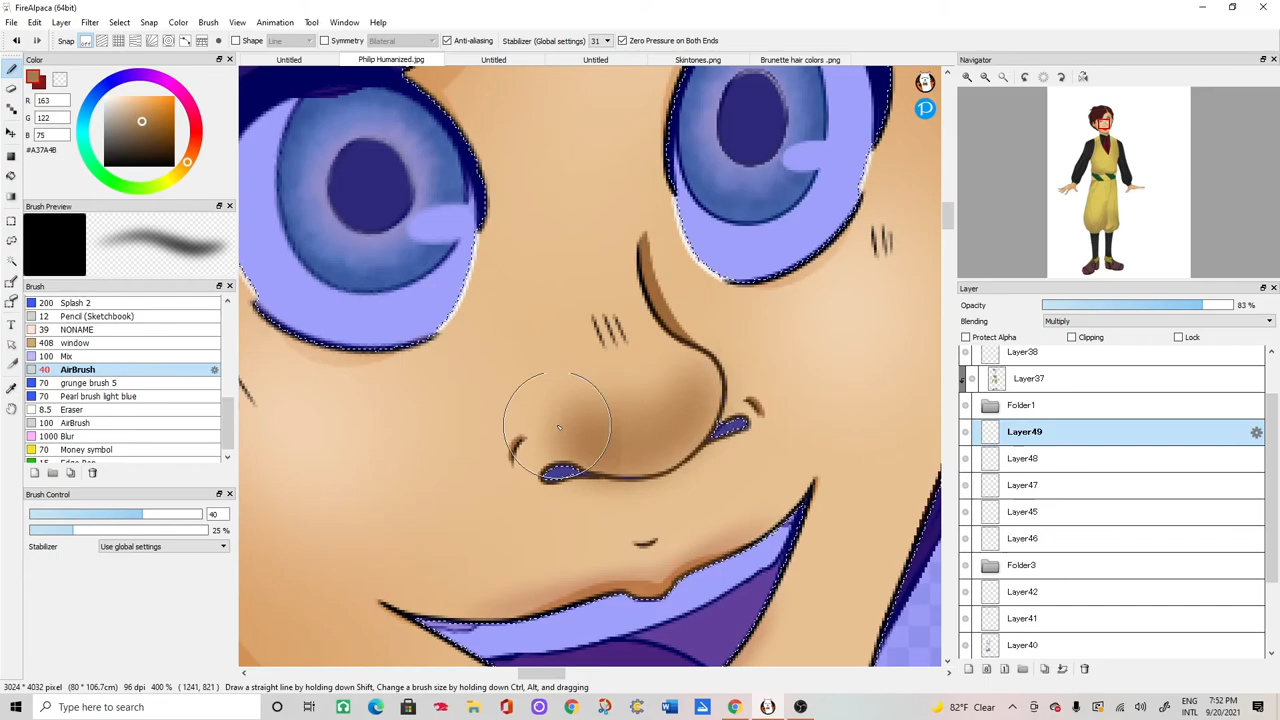 FireAlpaca (64bit)
File Edit Layer Filter Select Snap Color Brush View Animation Tool Window Help
Snap OFF Shape Line Symmetry Bilateral Anti-aliasing Stabilizer (Global settings) 31 Zero Pressure on Both Ends
Color
Untitled Philip Humanized.jpg Untitled Untitled Skintones.png Brunette hair colors .png
Navigator
R 163
G 122
B 75
#A37A4B
Brush Preview
Brush
200 Splash 2
12 Pencil (Sketchbook)
39 NONAME
408 window
100 Mix
40 AirBrush
70 grunge brush 5
70 Pearl brush light blue
8.5 Eraser
100 AirBrush
1000 Blur
70 Money symbol
15 Edge Pen
Brush Control
40
25 %
Stabilizer Use global settings
Layer
Opacity 83 %
Blending Multiply
Protect Alpha Clipping Lock
Layer38
Layer37
Folder1
Layer49
Layer48
Layer47
Layer45
Layer46
Folder3
Layer42
Layer41
Layer40
3024 * 4032 pixel (80 * 106.7cm) 96 dpi 400 % ( 1241, 821 ) Draw a straight line by holding down Shift, Change a brush size by holding down Ctrl, Alt, and dragging
Type here to search
82°F Clear
ENG
INTL
7:52 PM
9/20/2021